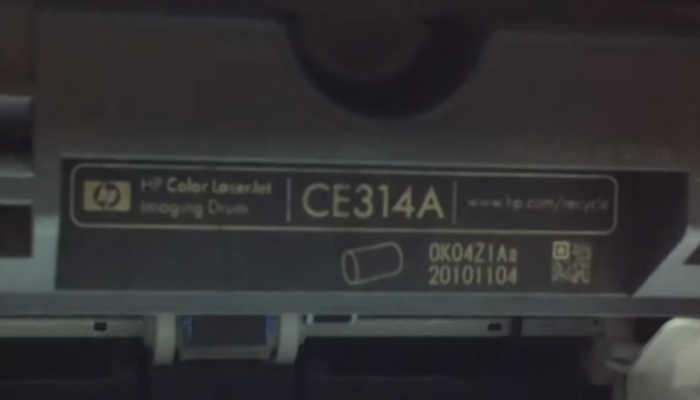 hp HP Color LaserJet
Imaging Drum
CE314A
www.hp.com/recycle
0K04Z1Aa
20101104